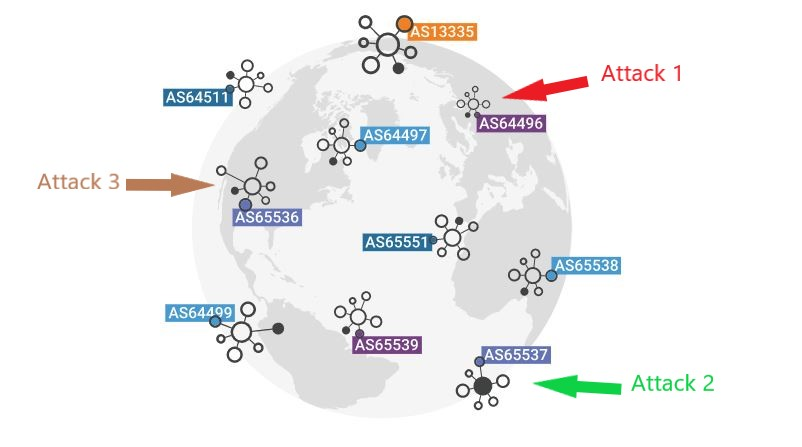 AS13335
Attack 1
AS64511
AS64496
AS64497
Attack 3
AS65536
AS65551
AS65538
AS64499
AS65539
AS65537
Attack 2